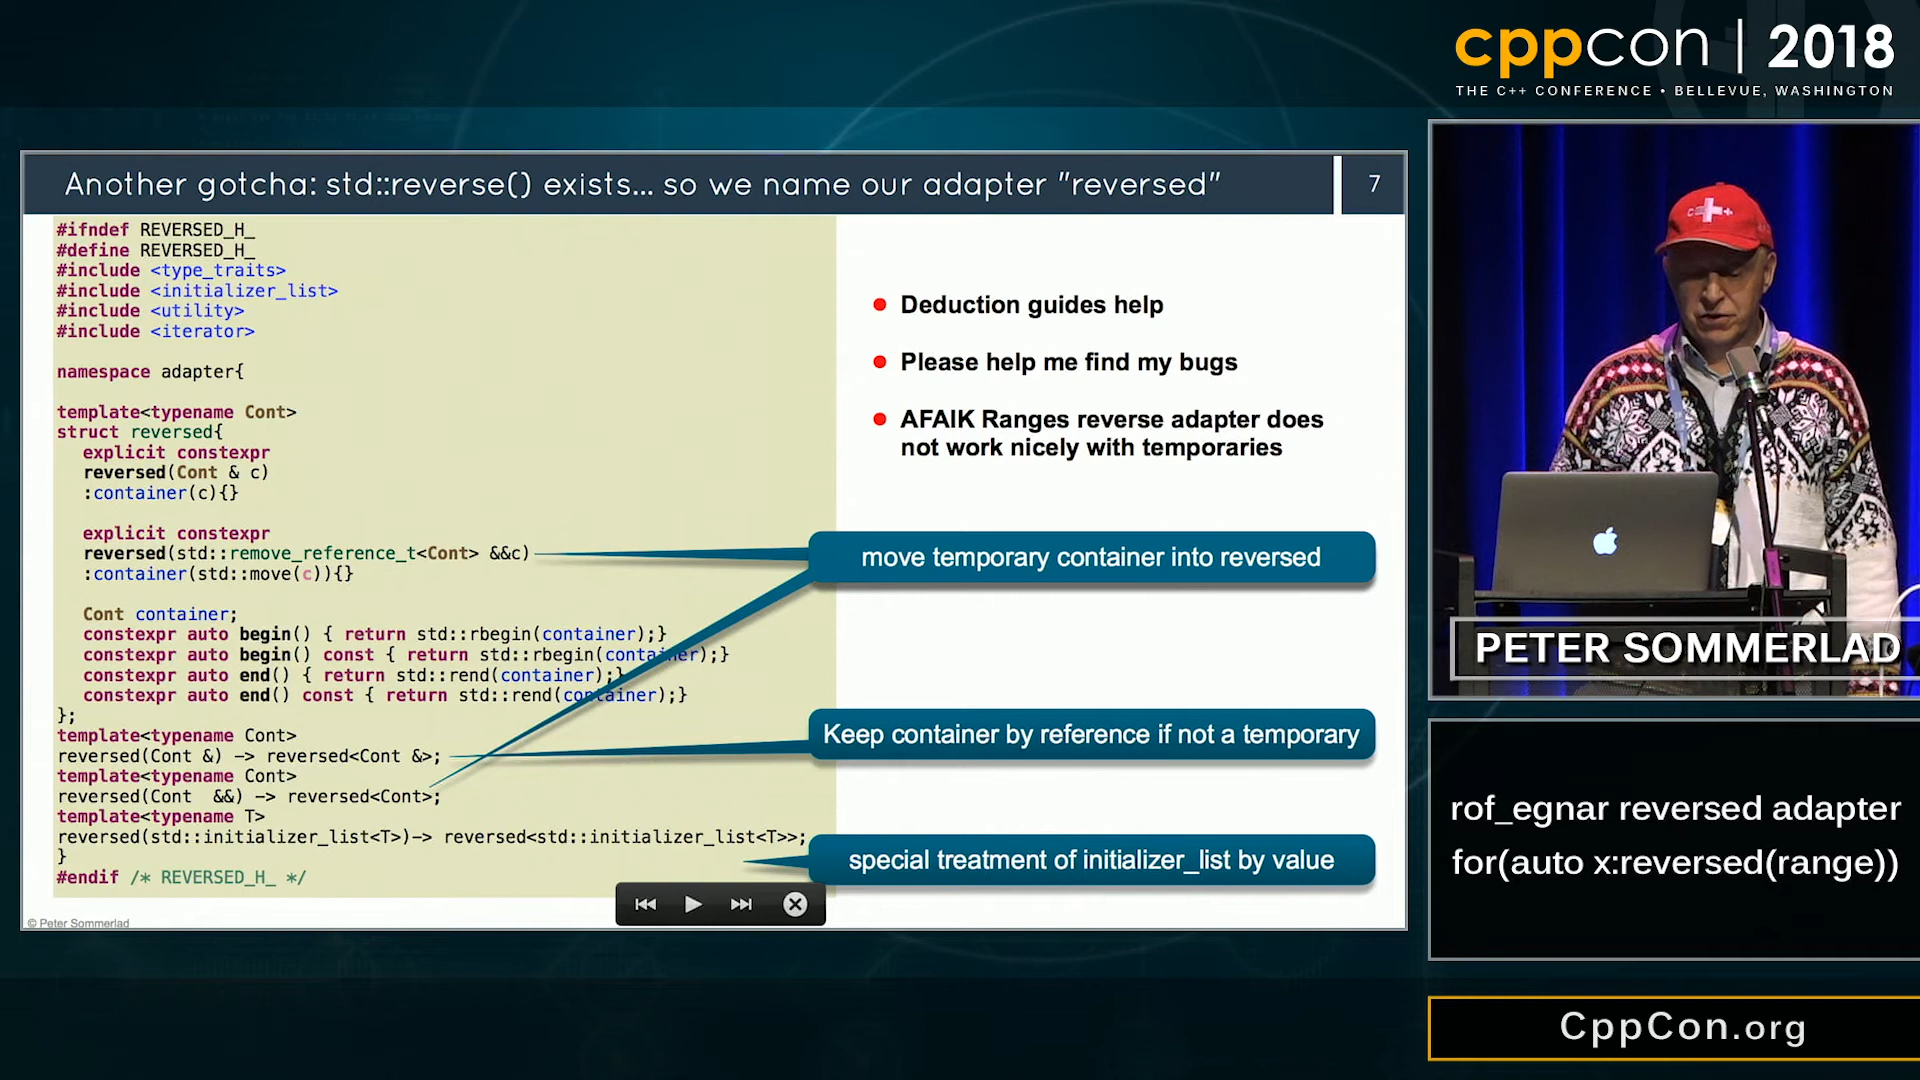 cppcon | 2018
THE C++ CONFERENCE • BELLEVUE, WASHINGTON
Another gotcha: std::reverse() exists... so we name our adapter "reversed"
7
#ifndef REVERSED_H_
#define REVERSED_H_
#include <type_traits>
#include <initializer_list>
#include <utility>
#include <iterator>
namespace adapter{
template<typename Cont>
struct reversed{
explicit constexpr
reversed(Cont & c)
:container(c){}
explicit constexpr
reversed(std::remove_reference_t<Cont> &&c)
:container(std::move(c)){}
Cont container;
constexpr auto begin() { return std::rbegin(container);}
constexpr auto begin() const { return std::rbegin(container);}
constexpr auto end() { return std::rend(container);}
constexpr auto end() const { return std::rend(container);}
};
template<typename Cont>
reversed(Cont &) -> reversed<Cont &>;
template<typename Cont>
reversed(Cont &&) -> reversed<Cont>;
template<typename T>
reversed(std::initializer_list<T>)-> reversed<std::initializer_list<T>>;
}
#endif /* REVERSED_H_ */
Deduction guides help
Please help me find my bugs
AFAIK Ranges reverse adapter does
not work nicely with temporaries
move temporary container into reversed
Keep container by reference if not a temporary
special treatment of initializer_list by value
© Peter Sommerlad
C++
PETER SOMMERLAD
rof_egnar reversed adapter
for(auto x:reversed(range))
CppCon.org